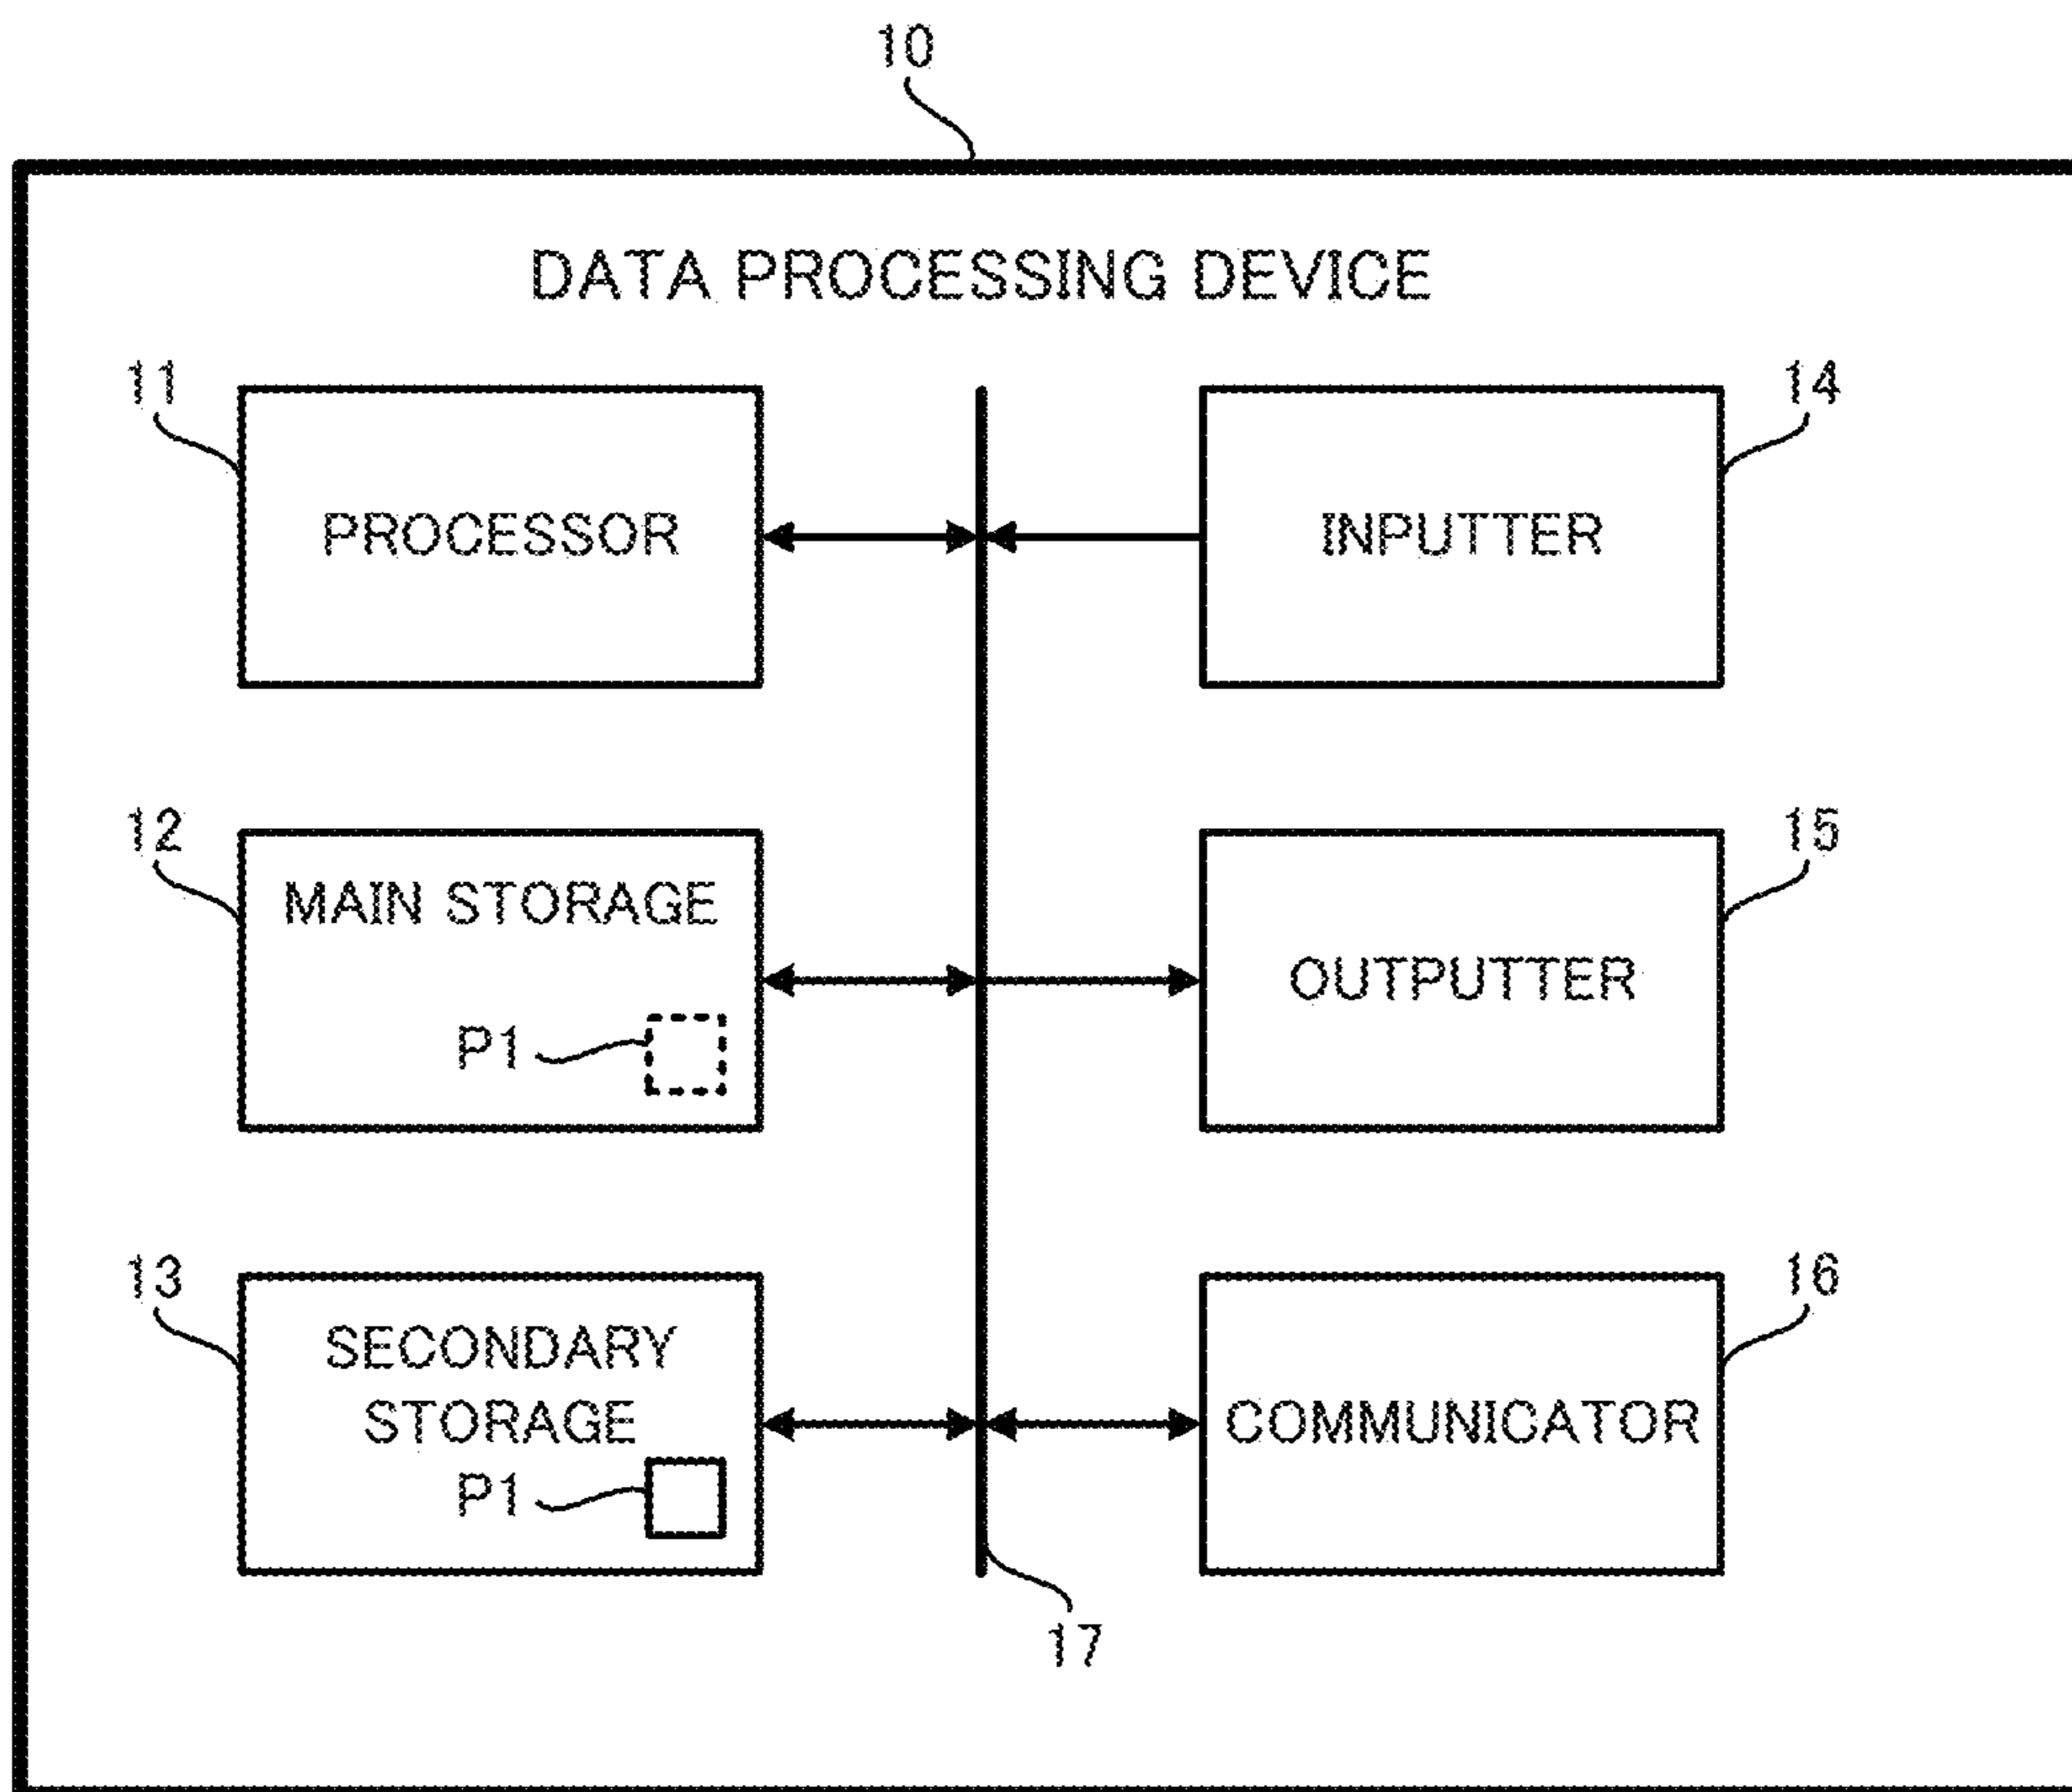 10
DATA PROCESSING DEVICE
11
PROCESSOR
14
INPUTTER
12
MAIN STORAGE
P1
15
OUTPUTTER
13
SECONDARY
STORAGE
P1
16
COMMUNICATOR
17